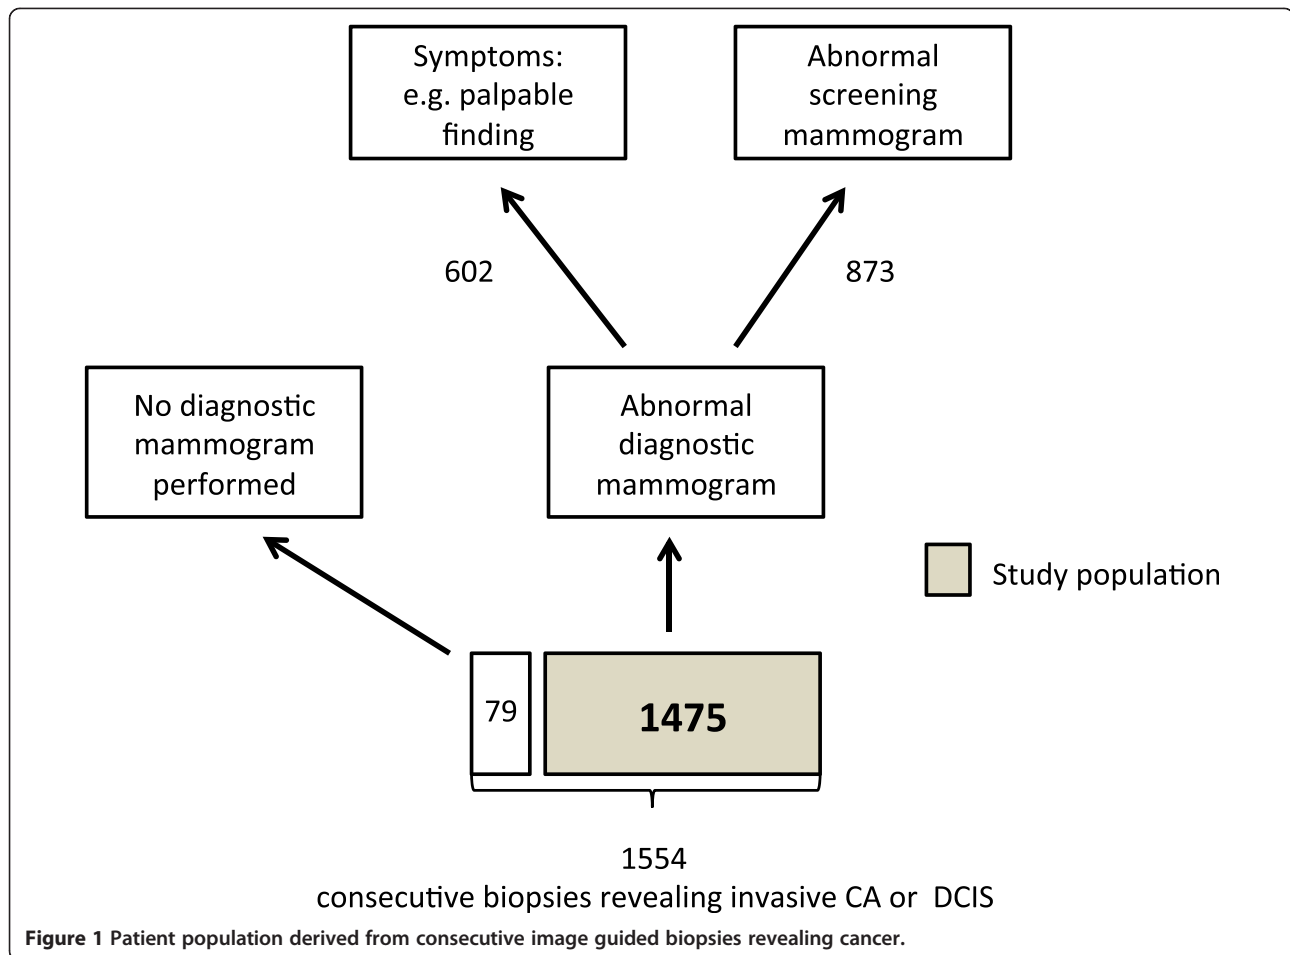 Symptoms:
e.g. palpable
finding
Abnormal
screening
mammogram
602
873
No diagnostic
mammogram
performed
Abnormal
diagnostic
mammogram
Study population
79
1475
1554
consecutive biopsies revealing invasive CA or DCIS
Figure 1 Patient population derived from consecutive image guided biopsies revealing cancer.